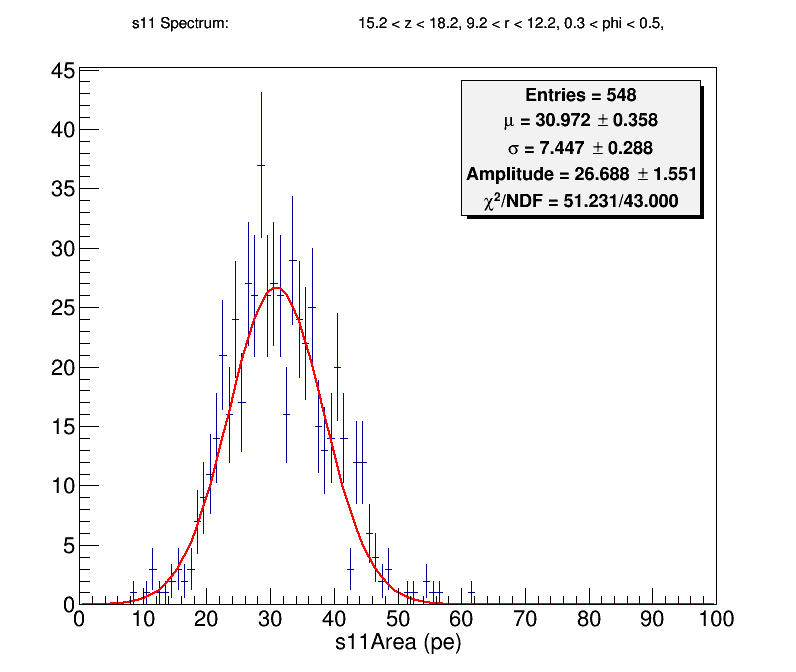 s11 Spectrum: 15.2 < z < 18.2, 9.2 < r < 12.2, 0.3 < phi < 0.5,
Entries = 548
μ = 30.972 ± 0.358
σ = 7.447 ± 0.288
Amplitude = 26.688 ± 1.551
χ²/NDF = 51.231/43.000
45
40
35
30
25
20
15
10
5
0
0 10 20 30 40 50 60 70 80 90 100
s11Area (pe)